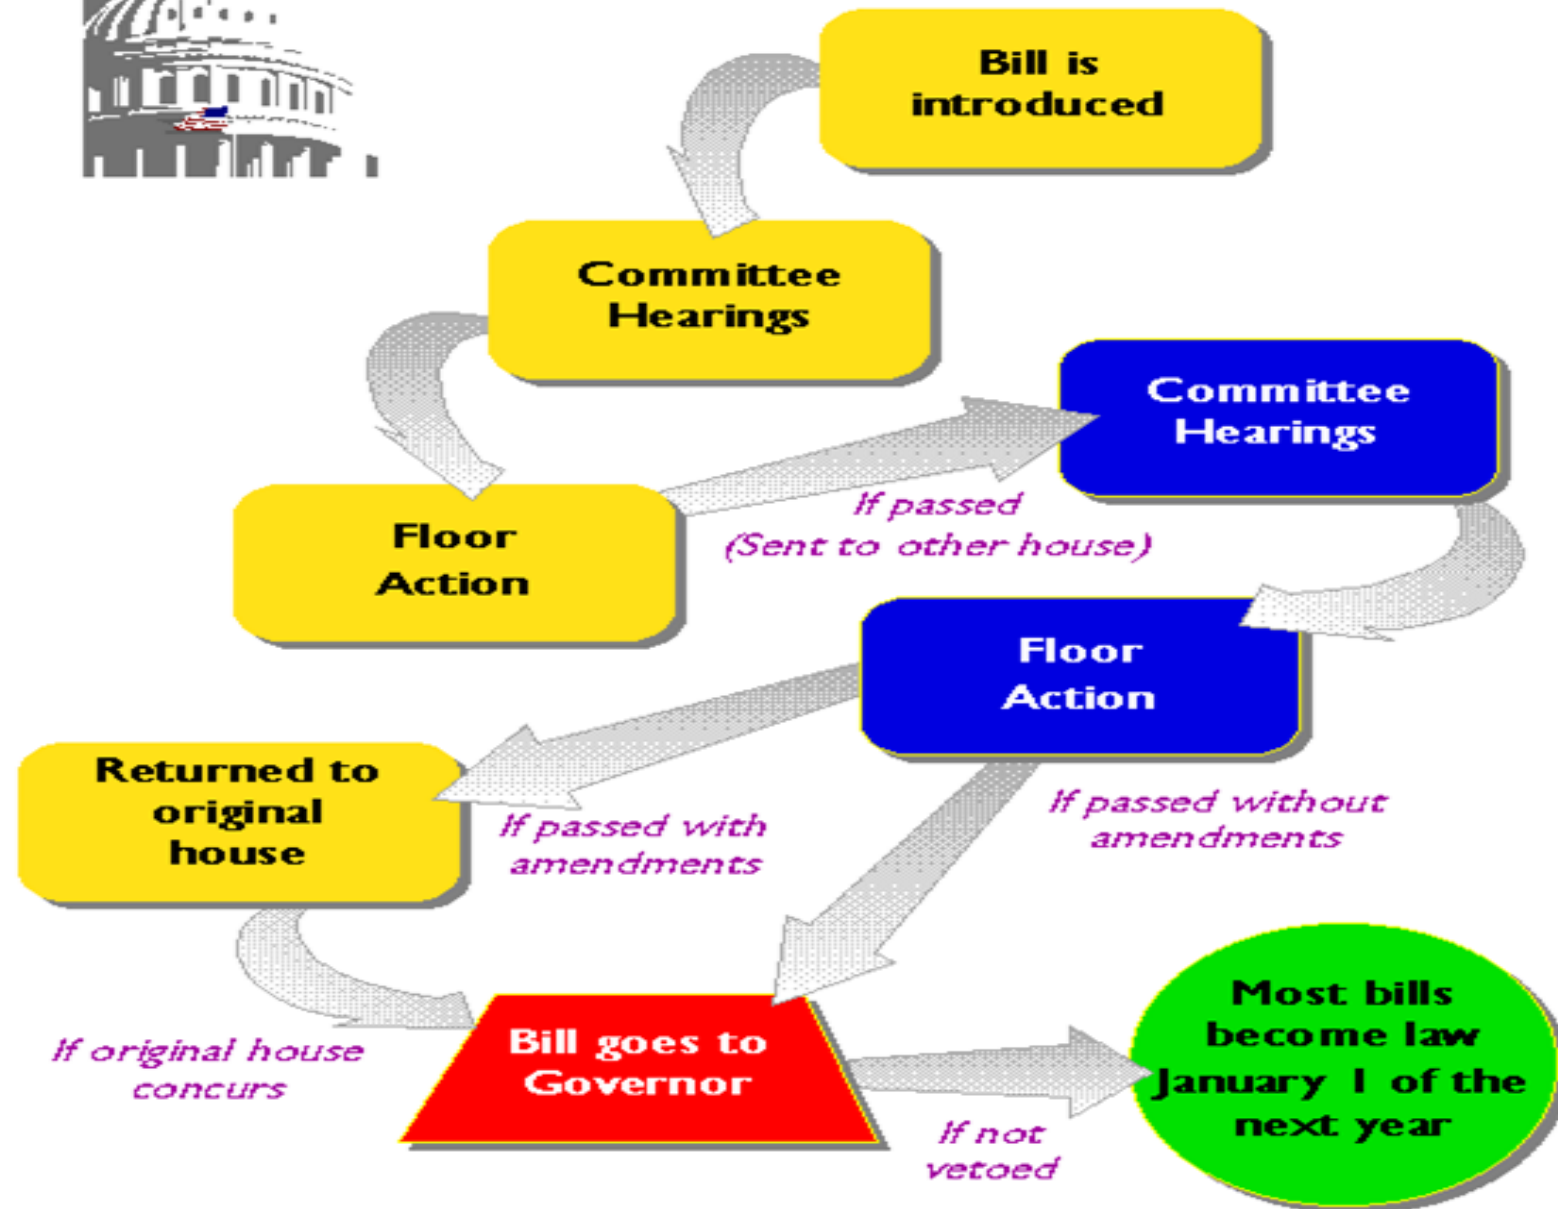 Bill is
introduced
Committee
Hearings
Committee
Hearings
If passed
(Sent to other house)
Floor
Action
Floor
Action
Returned to
original
house
If passed with
amendments
If passed without
amendments
If original house
concurs
Bill goes to
Governor
If not
vetoed
Most bills
become law
January 1 of the
next year